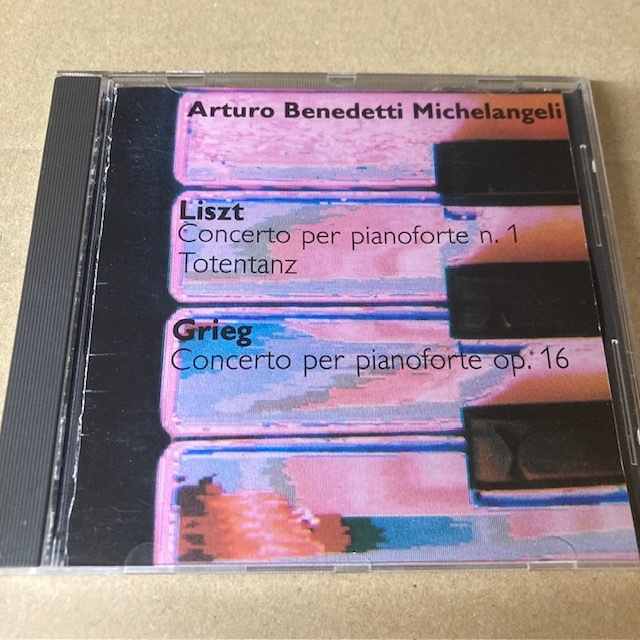 Arturo Benedetti Michelangeli
Liszt
Concerto per pianoforte n. 1
Totentanz
Grieg
Concerto per pianoforte op. 16